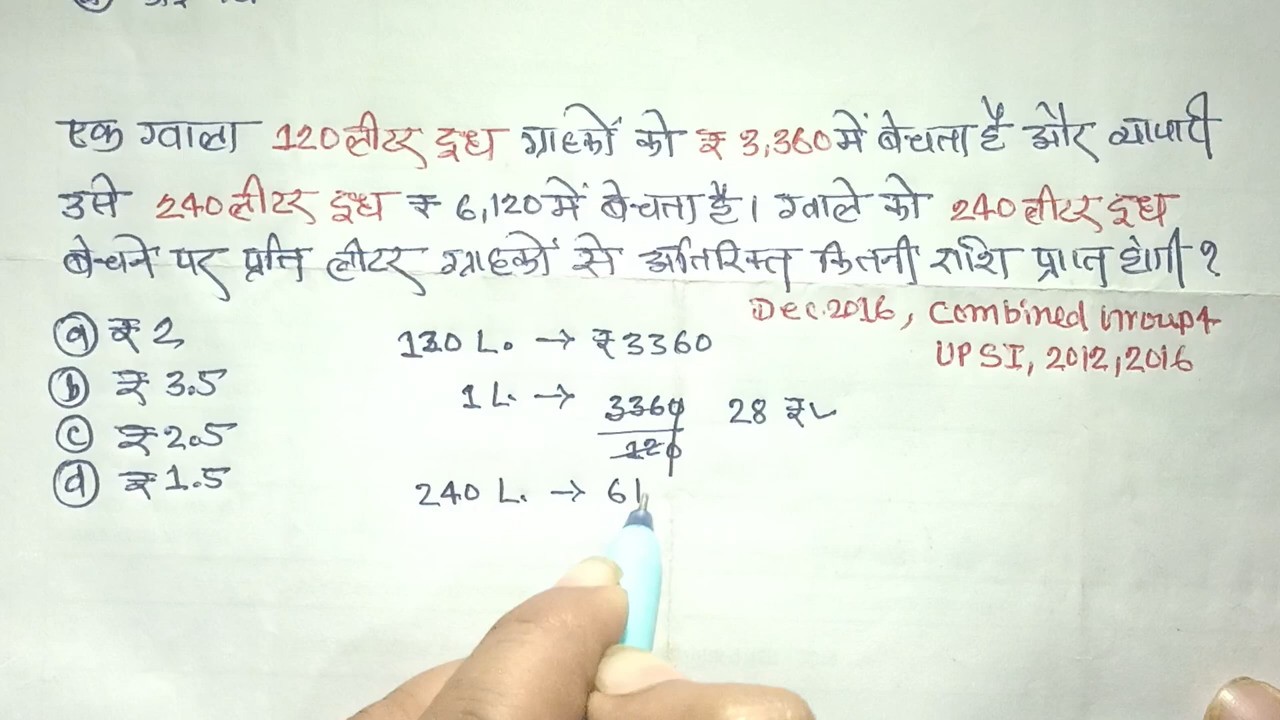 एक ग्वाला 120 लीटर दूध ग्राहकों को ₹ 3,360 में बेचता है और व्यापारी
उसे 240 लीटर दूध ₹ 6,120 में बेचता है। ग्वाले को 240 लीटर दूध
बेचने पर प्रति लीटर ग्राहकों से अतिरिक्त कितनी राशि प्राप्त होगी ?
Dec. 2016, Combined Group 4
UPSI, 2012, 2016
(a) ₹ 2
(b) ₹ 3.5
(c) ₹ 2.5
(d) ₹ 1.5
120 L. → ₹ 3360
1 L. → 3360/120 28 ₹
240 L. → 61